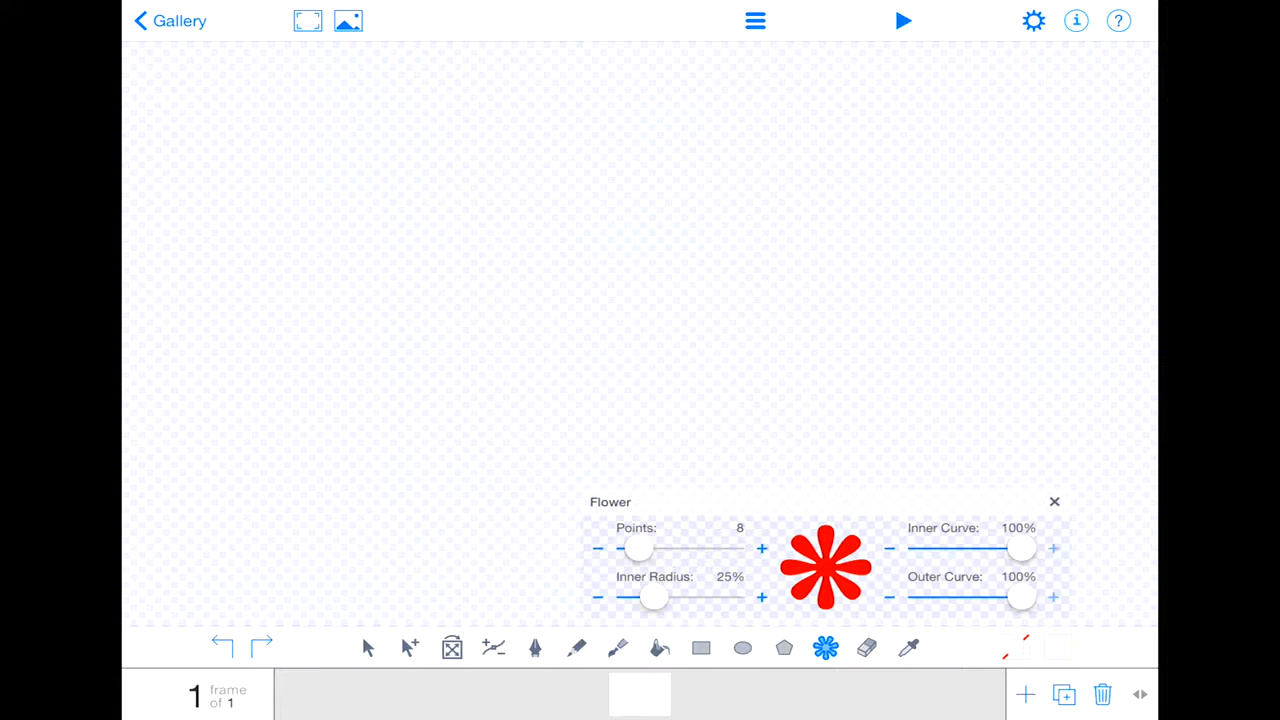 Gallery
Flower
Points: 8
Inner Curve: 100%
Inner Radius: 25%
Outer Curve: 100%
1 frame
of 1